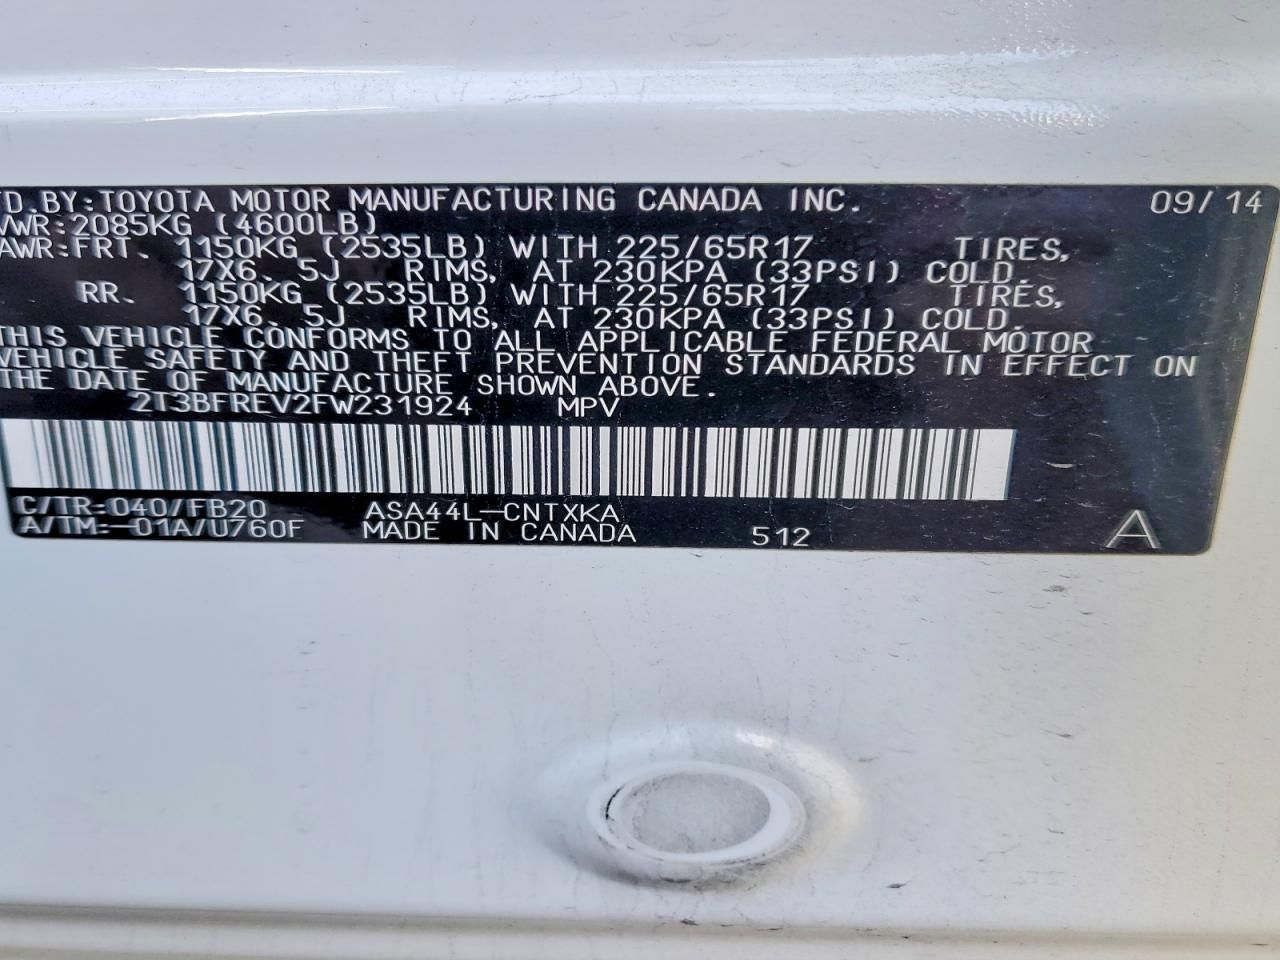 TD. BY: TOYOTA MOTOR MANUFACTURING CANADA INC. 09/14
VWR: 2085KG (4600LB)
AWR: FRT. 1150KG (2535LB) WITH 225/65R17 TIRES,
17X6.5J RIMS, AT 230KPA (33PSI) COLD.
RR. 1150KG (2535LB) WITH 225/65R17 TIRES,
17X6.5J RIMS, AT 230KPA (33PSI) COLD.
THIS VEHICLE CONFORMS TO ALL APPLICABLE FEDERAL MOTOR
VEHICLE SAFETY AND THEFT PREVENTION STANDARDS IN EFFECT ON
THE DATE OF MANUFACTURE SHOWN ABOVE.
2T3BFREV2FW231924 MPV
C/TR: 040/FB20 ASA44L-CNTXKA
A/TM: -01A/U760F MADE IN CANADA 512 A